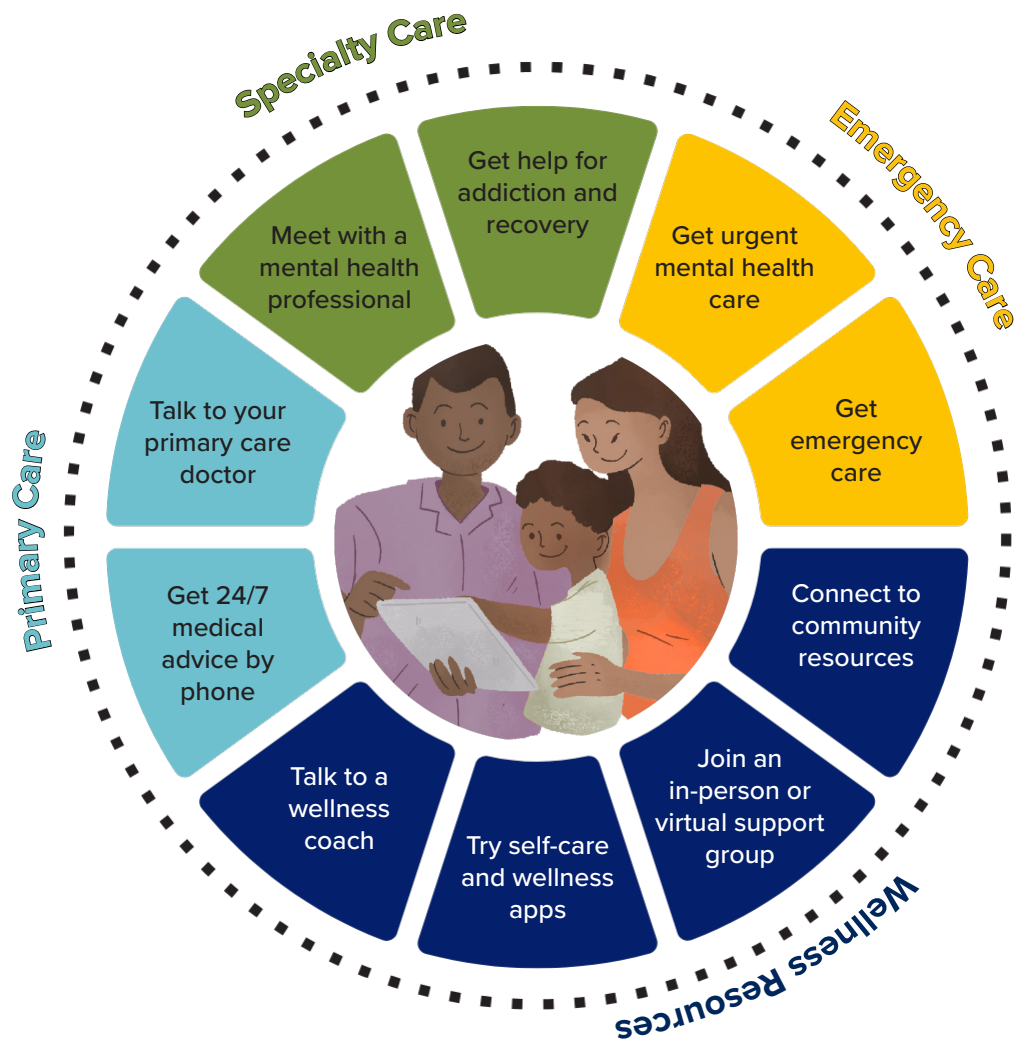 Specialty Care
Emergency Care
Primary Care
Wellness Resources
Get help for
addiction and
recovery
Get urgent
mental health
care
Get
emergency
care
Connect to
community
resources
Join an
in-person or
virtual support
group
Try self-care
and wellness
apps
Talk to a
wellness
coach
Get 24/7
medical
advice by
phone
Talk to your
primary care
doctor
Meet with a
mental health
professional